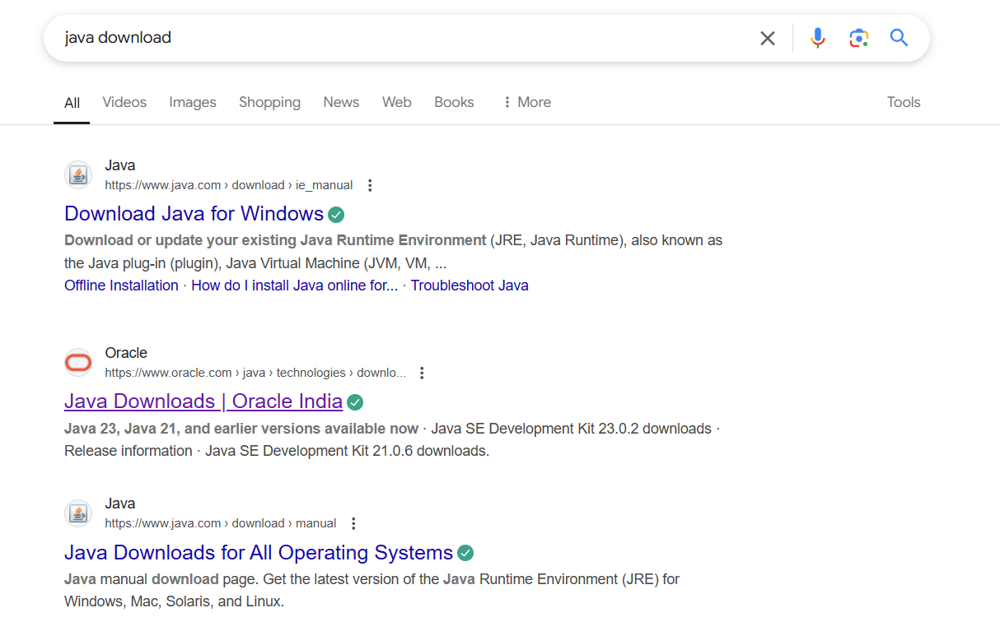 java download
All Videos Images Shopping News Web Books More Tools
Java
https://www.java.com › download › ie_manual
Download Java for Windows
Download or update your existing Java Runtime Environment (JRE, Java Runtime), also known as
the Java plug-in (plugin), Java Virtual Machine (JVM, VM, ...
Offline Installation · How do I install Java online for... · Troubleshoot Java
Oracle
https://www.oracle.com › java › technologies › downlo...
Java Downloads | Oracle India
Java 23, Java 21, and earlier versions available now · Java SE Development Kit 23.0.2 downloads ·
Release information · Java SE Development Kit 21.0.6 downloads.
Java
https://www.java.com › download › manual
Java Downloads for All Operating Systems
Java manual download page. Get the latest version of the Java Runtime Environment (JRE) for
Windows, Mac, Solaris, and Linux.